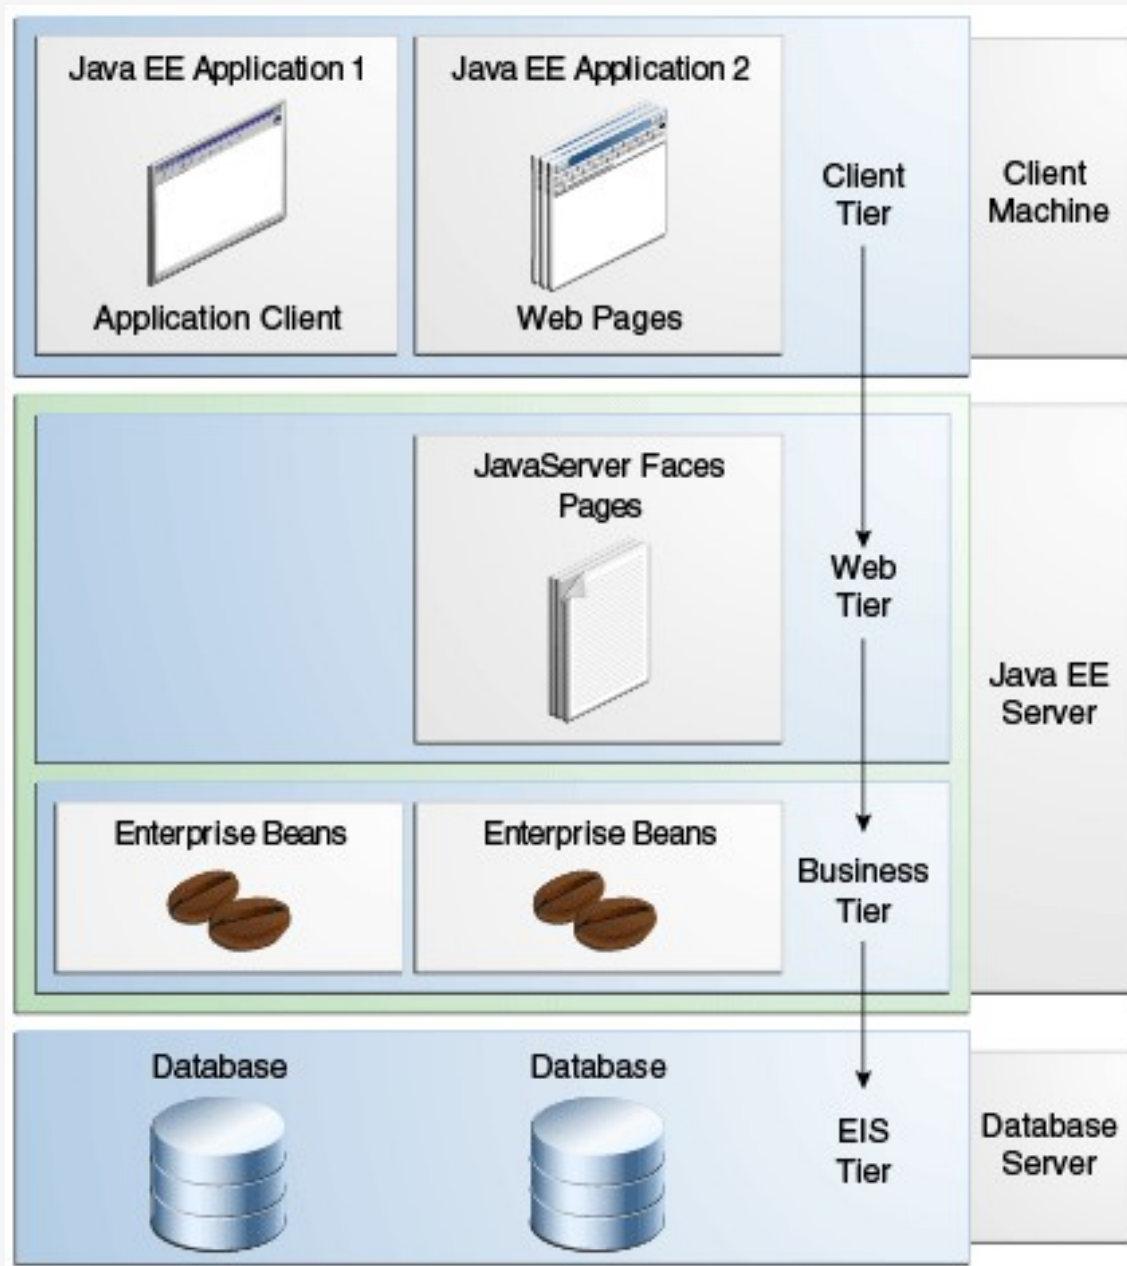 Java EE Application 1
Application Client
Java EE Application 2
Web Pages
Client
Tier
Client
Machine
JavaServer Faces
Pages
Web
Tier
Java EE
Server
Enterprise Beans
Enterprise Beans
Business
Tier
Database
Database
EIS
Tier
Database
Server